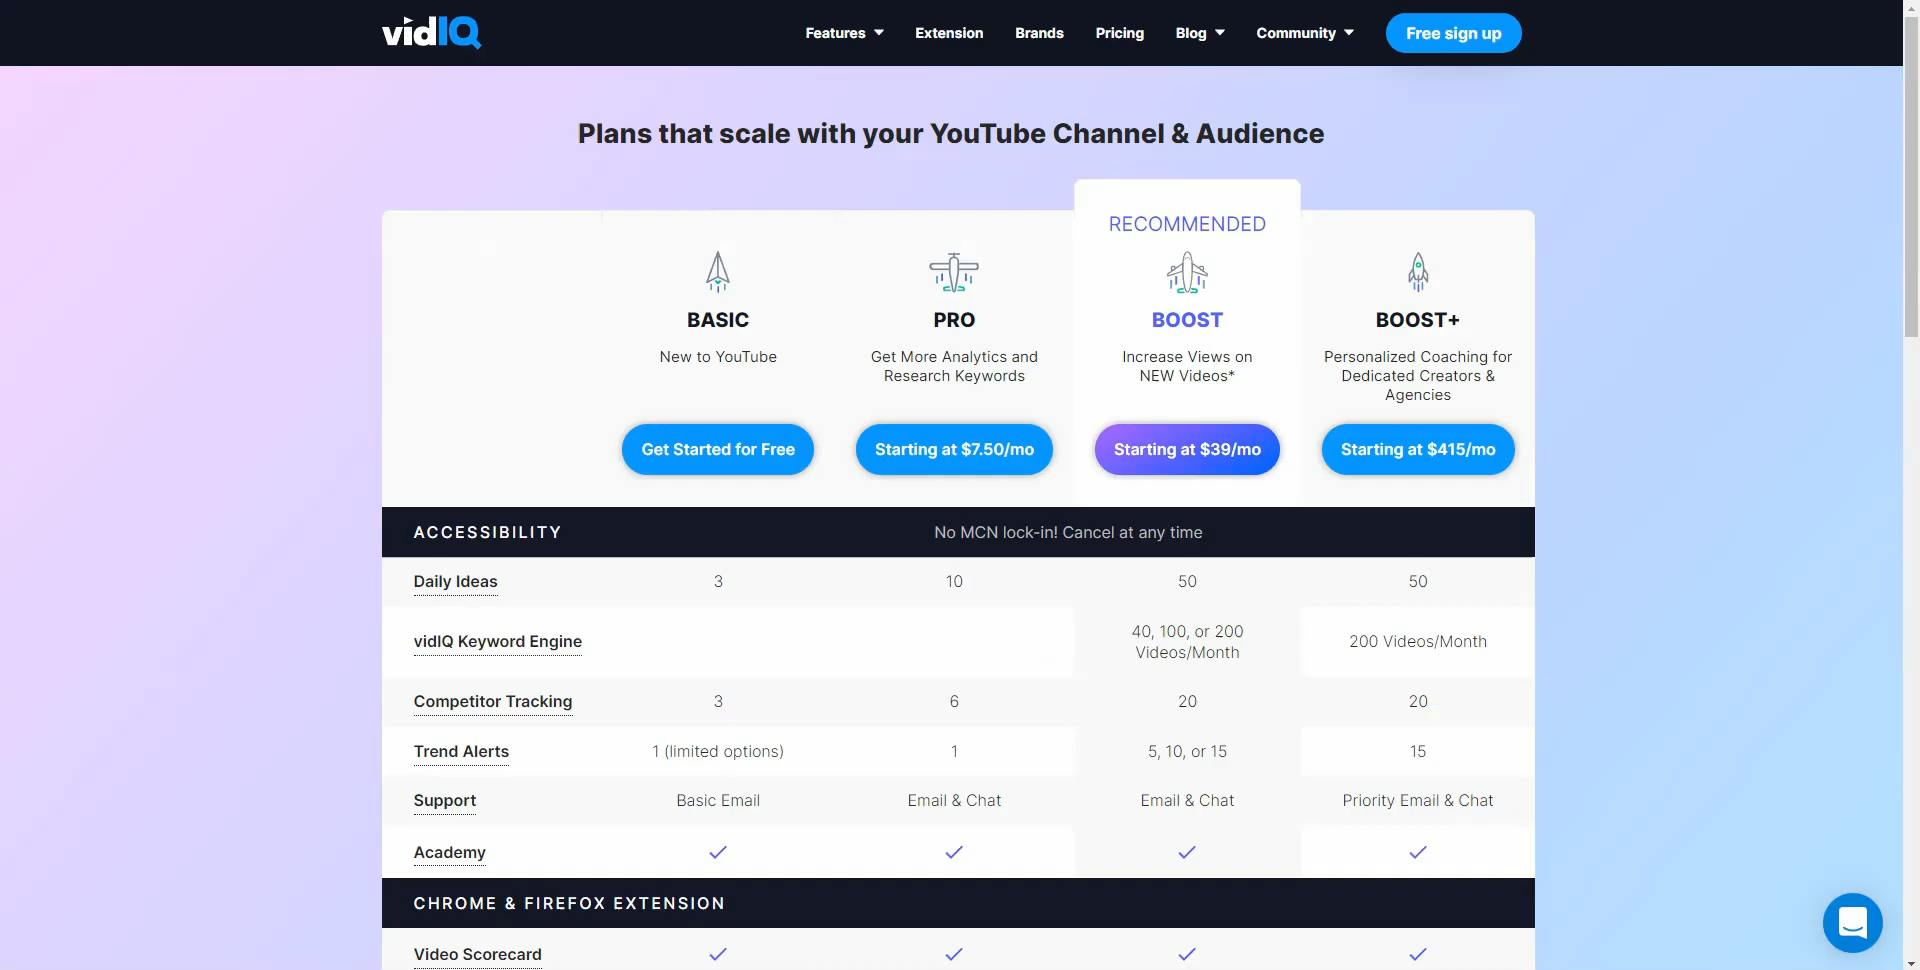 vidIQ
Features Extension Brands Pricing Blog Community Free sign up
Plans that scale with your YouTube Channel & Audience
RECOMMENDED
BASIC PRO BOOST BOOST+
New to YouTube Get More Analytics and Increase Views on Personalized Coaching for
Research Keywords NEW Videos* Dedicated Creators &
Agencies
Get Started for Free Starting at $7.50/mo Starting at $39/mo Starting at $415/mo
ACCESSIBILITY No MCN lock-in! Cancel at any time
Daily Ideas 3 10 50 50
vidIQ Keyword Engine 40, 100, or 200 200 Videos/Month
Videos/Month
Competitor Tracking 3 6 20 20
Trend Alerts 1 (limited options) 1 5, 10, or 15 15
Support Basic Email Email & Chat Email & Chat Priority Email & Chat
Academy
CHROME & FIREFOX EXTENSION
Video Scorecard